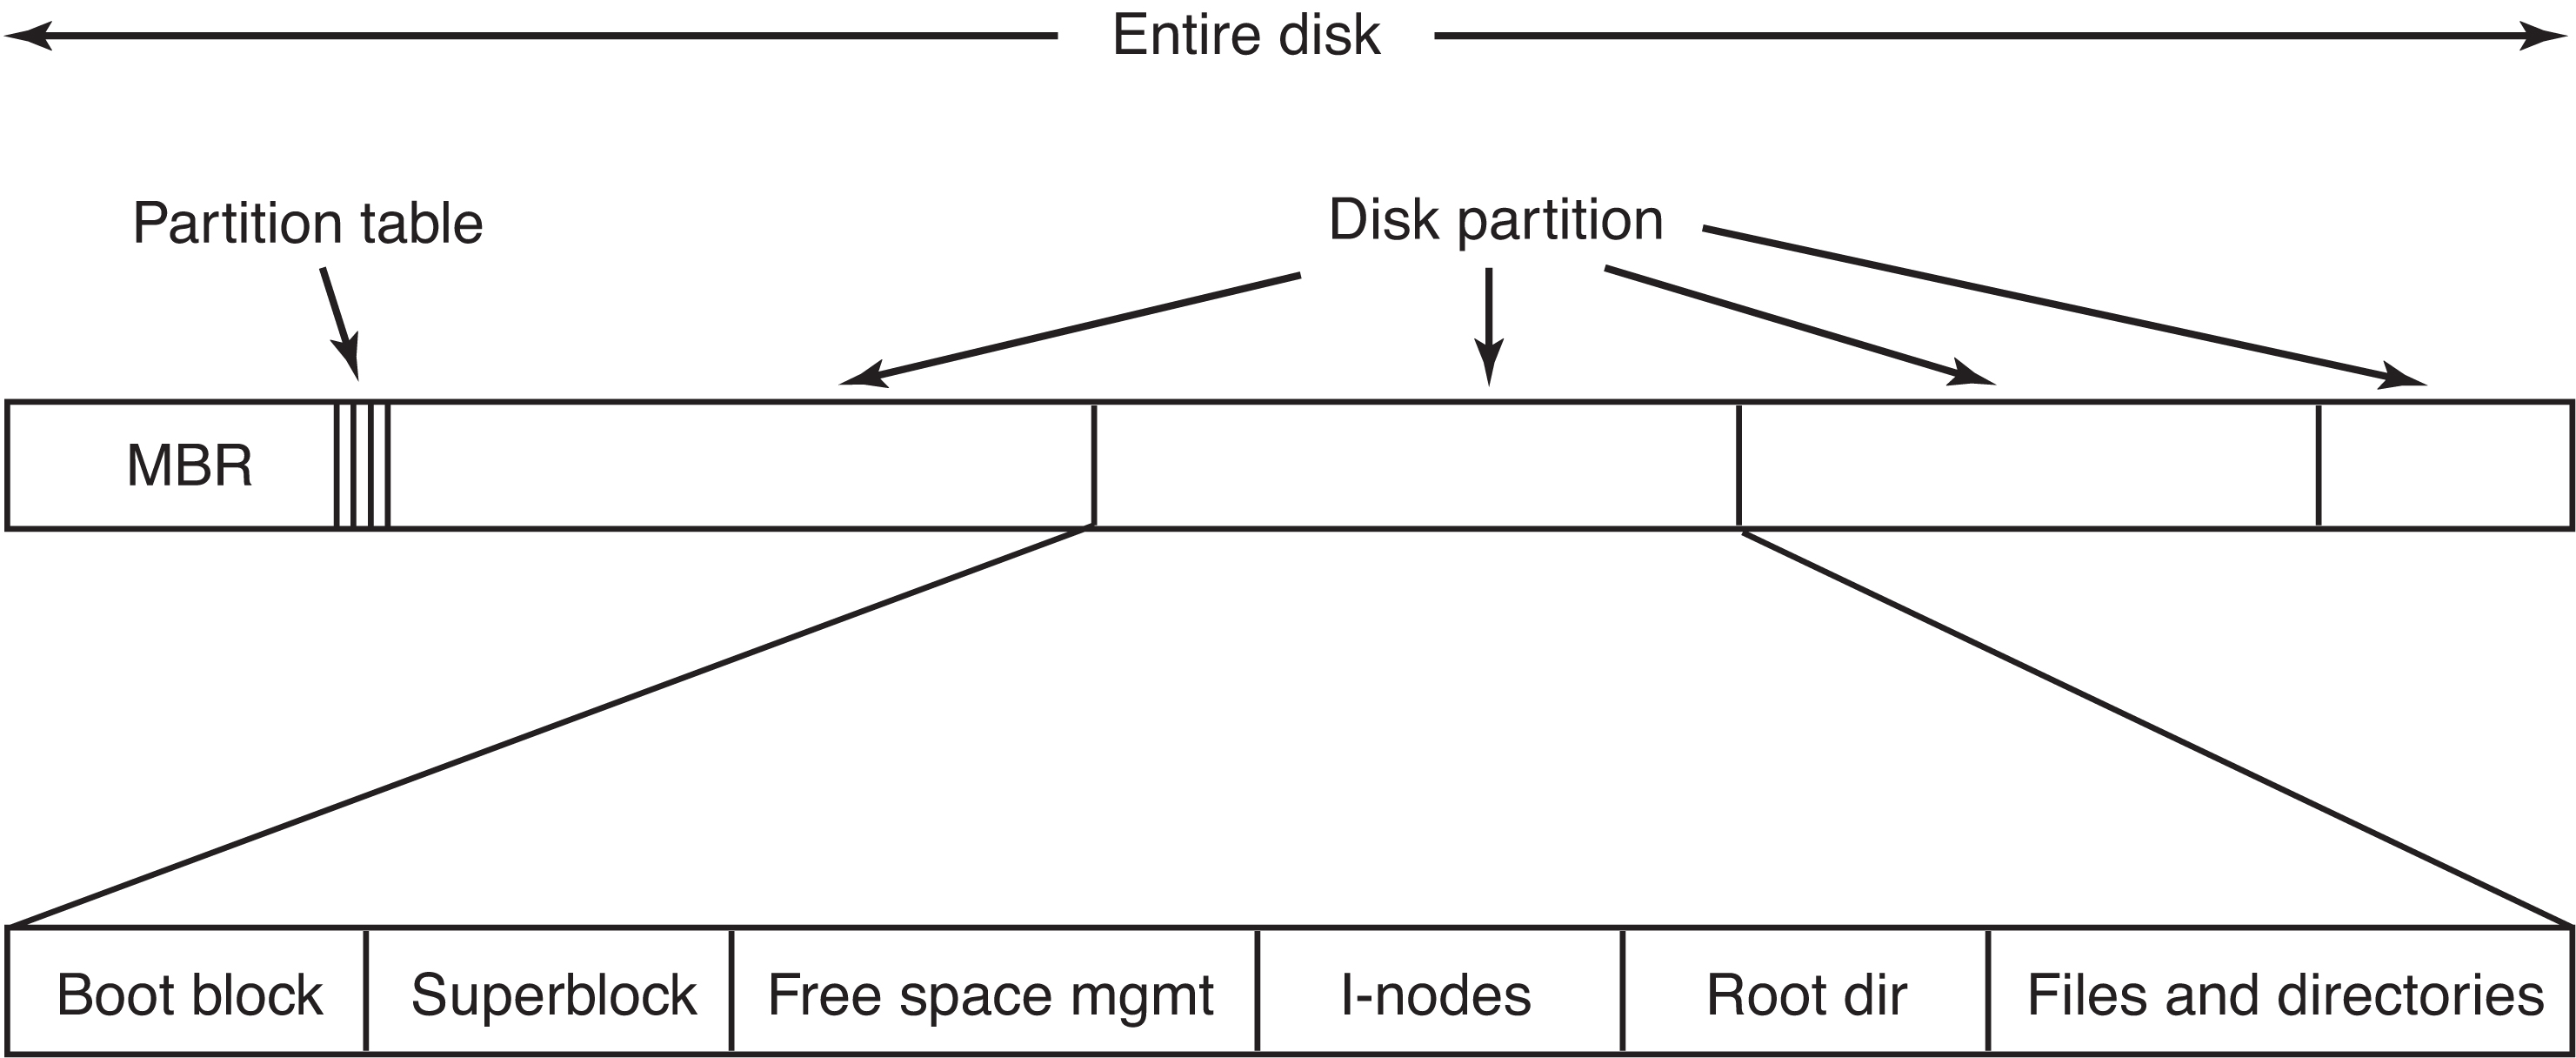 Entire disk
Partition table
Disk partition
MBR
Boot block
Superblock
Free space mgmt
I-nodes
Root dir
Files and directories